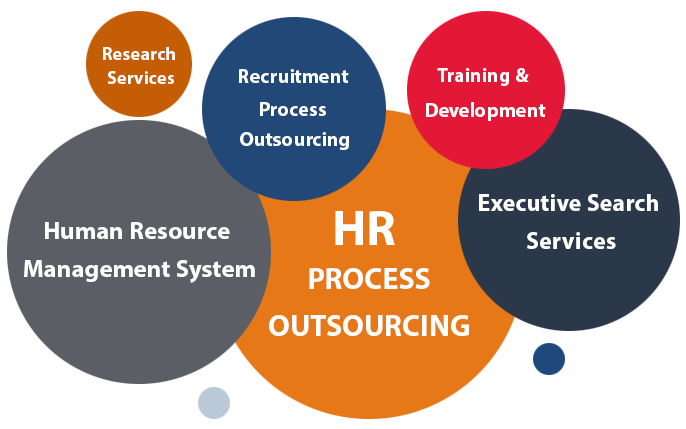 Research
Services
Recruitment
Process
Outsourcing
Training &
Development
Human Resource
Management System
HR
PROCESS
OUTSOURCING
Executive Search
Services